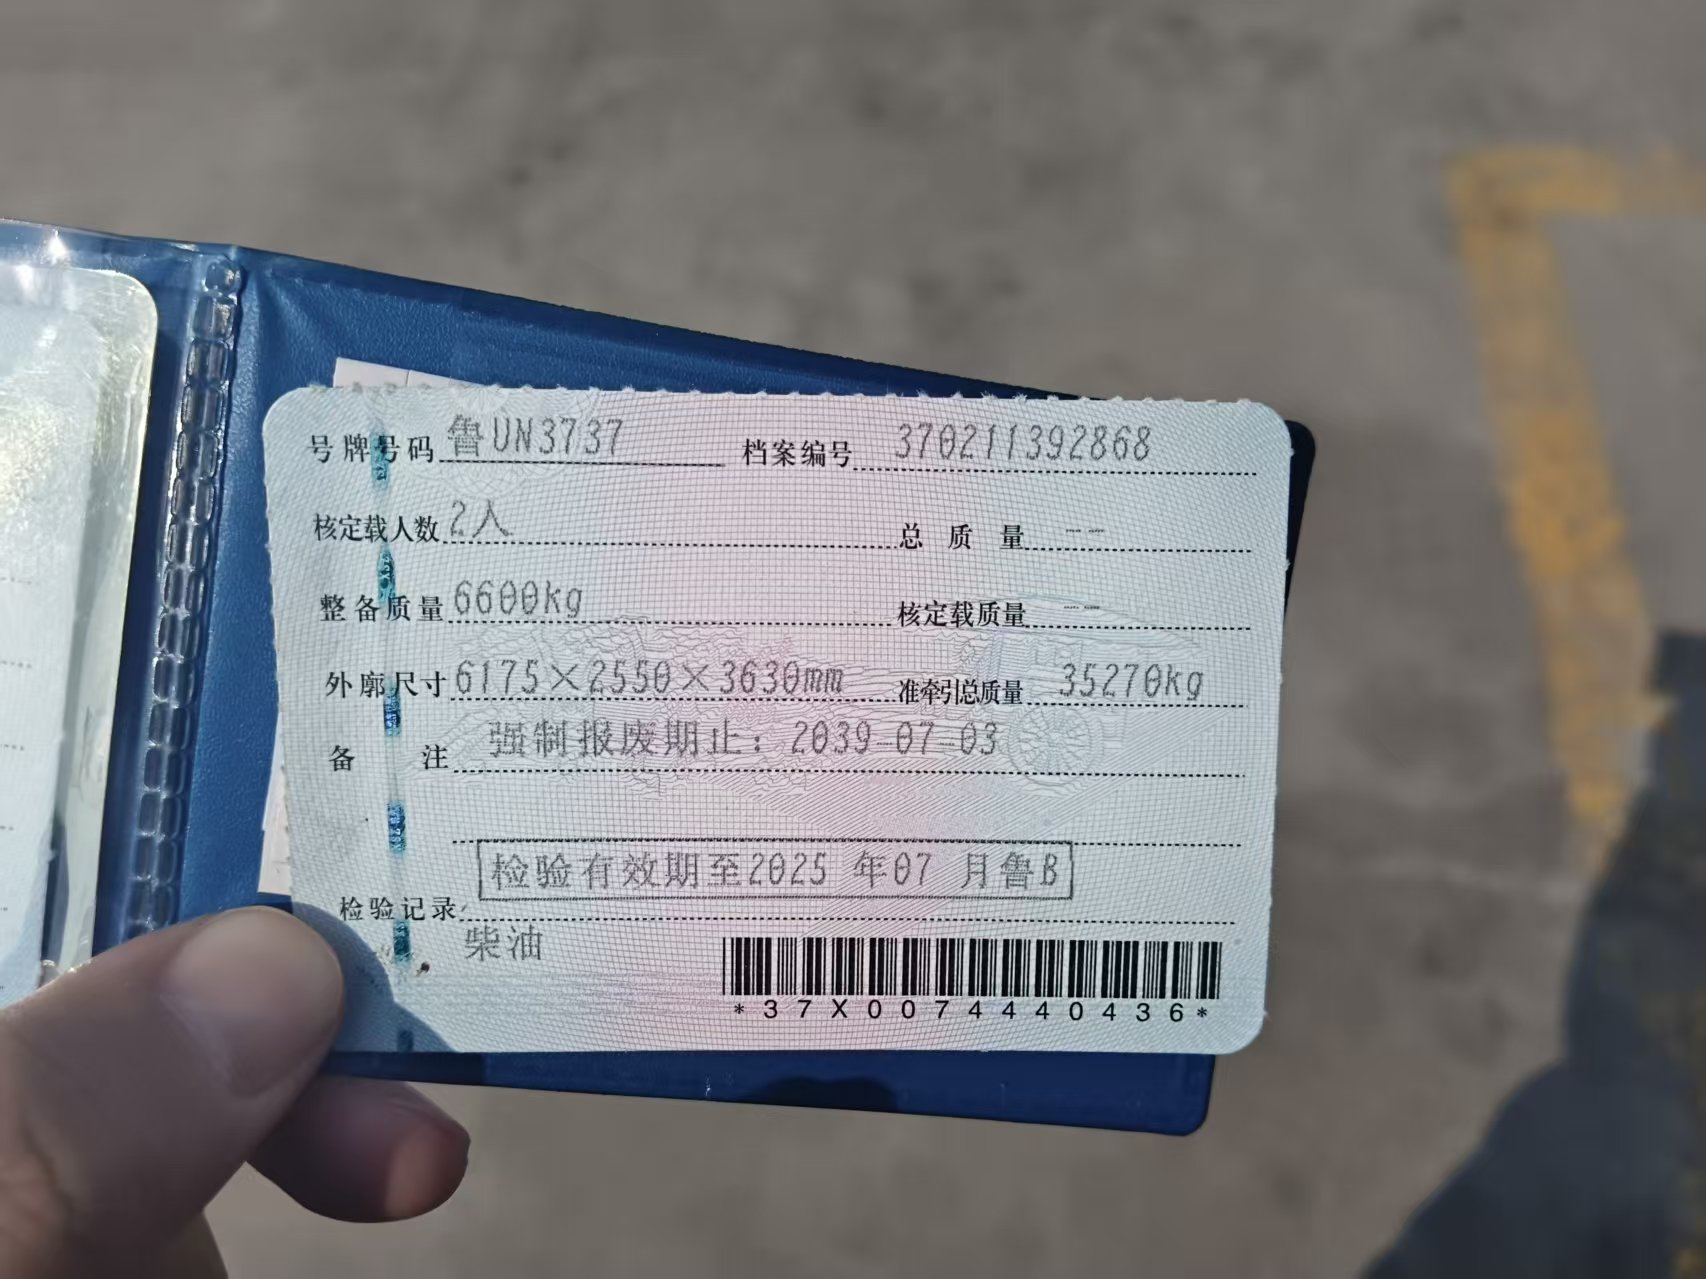 号牌号码 鲁UN3737 档案编号 370211392868
核定载人数 2人 总质量 -- --
整备质量 6600kg 核定载质量 -- --
外廓尺寸 6175×2550×3630mm 准牵引总质量 35270kg
备注 强制报废期止：2039-07-03
检验有效期至2025 年07 月鲁B
检验记录
柴油
*37X0074440436*